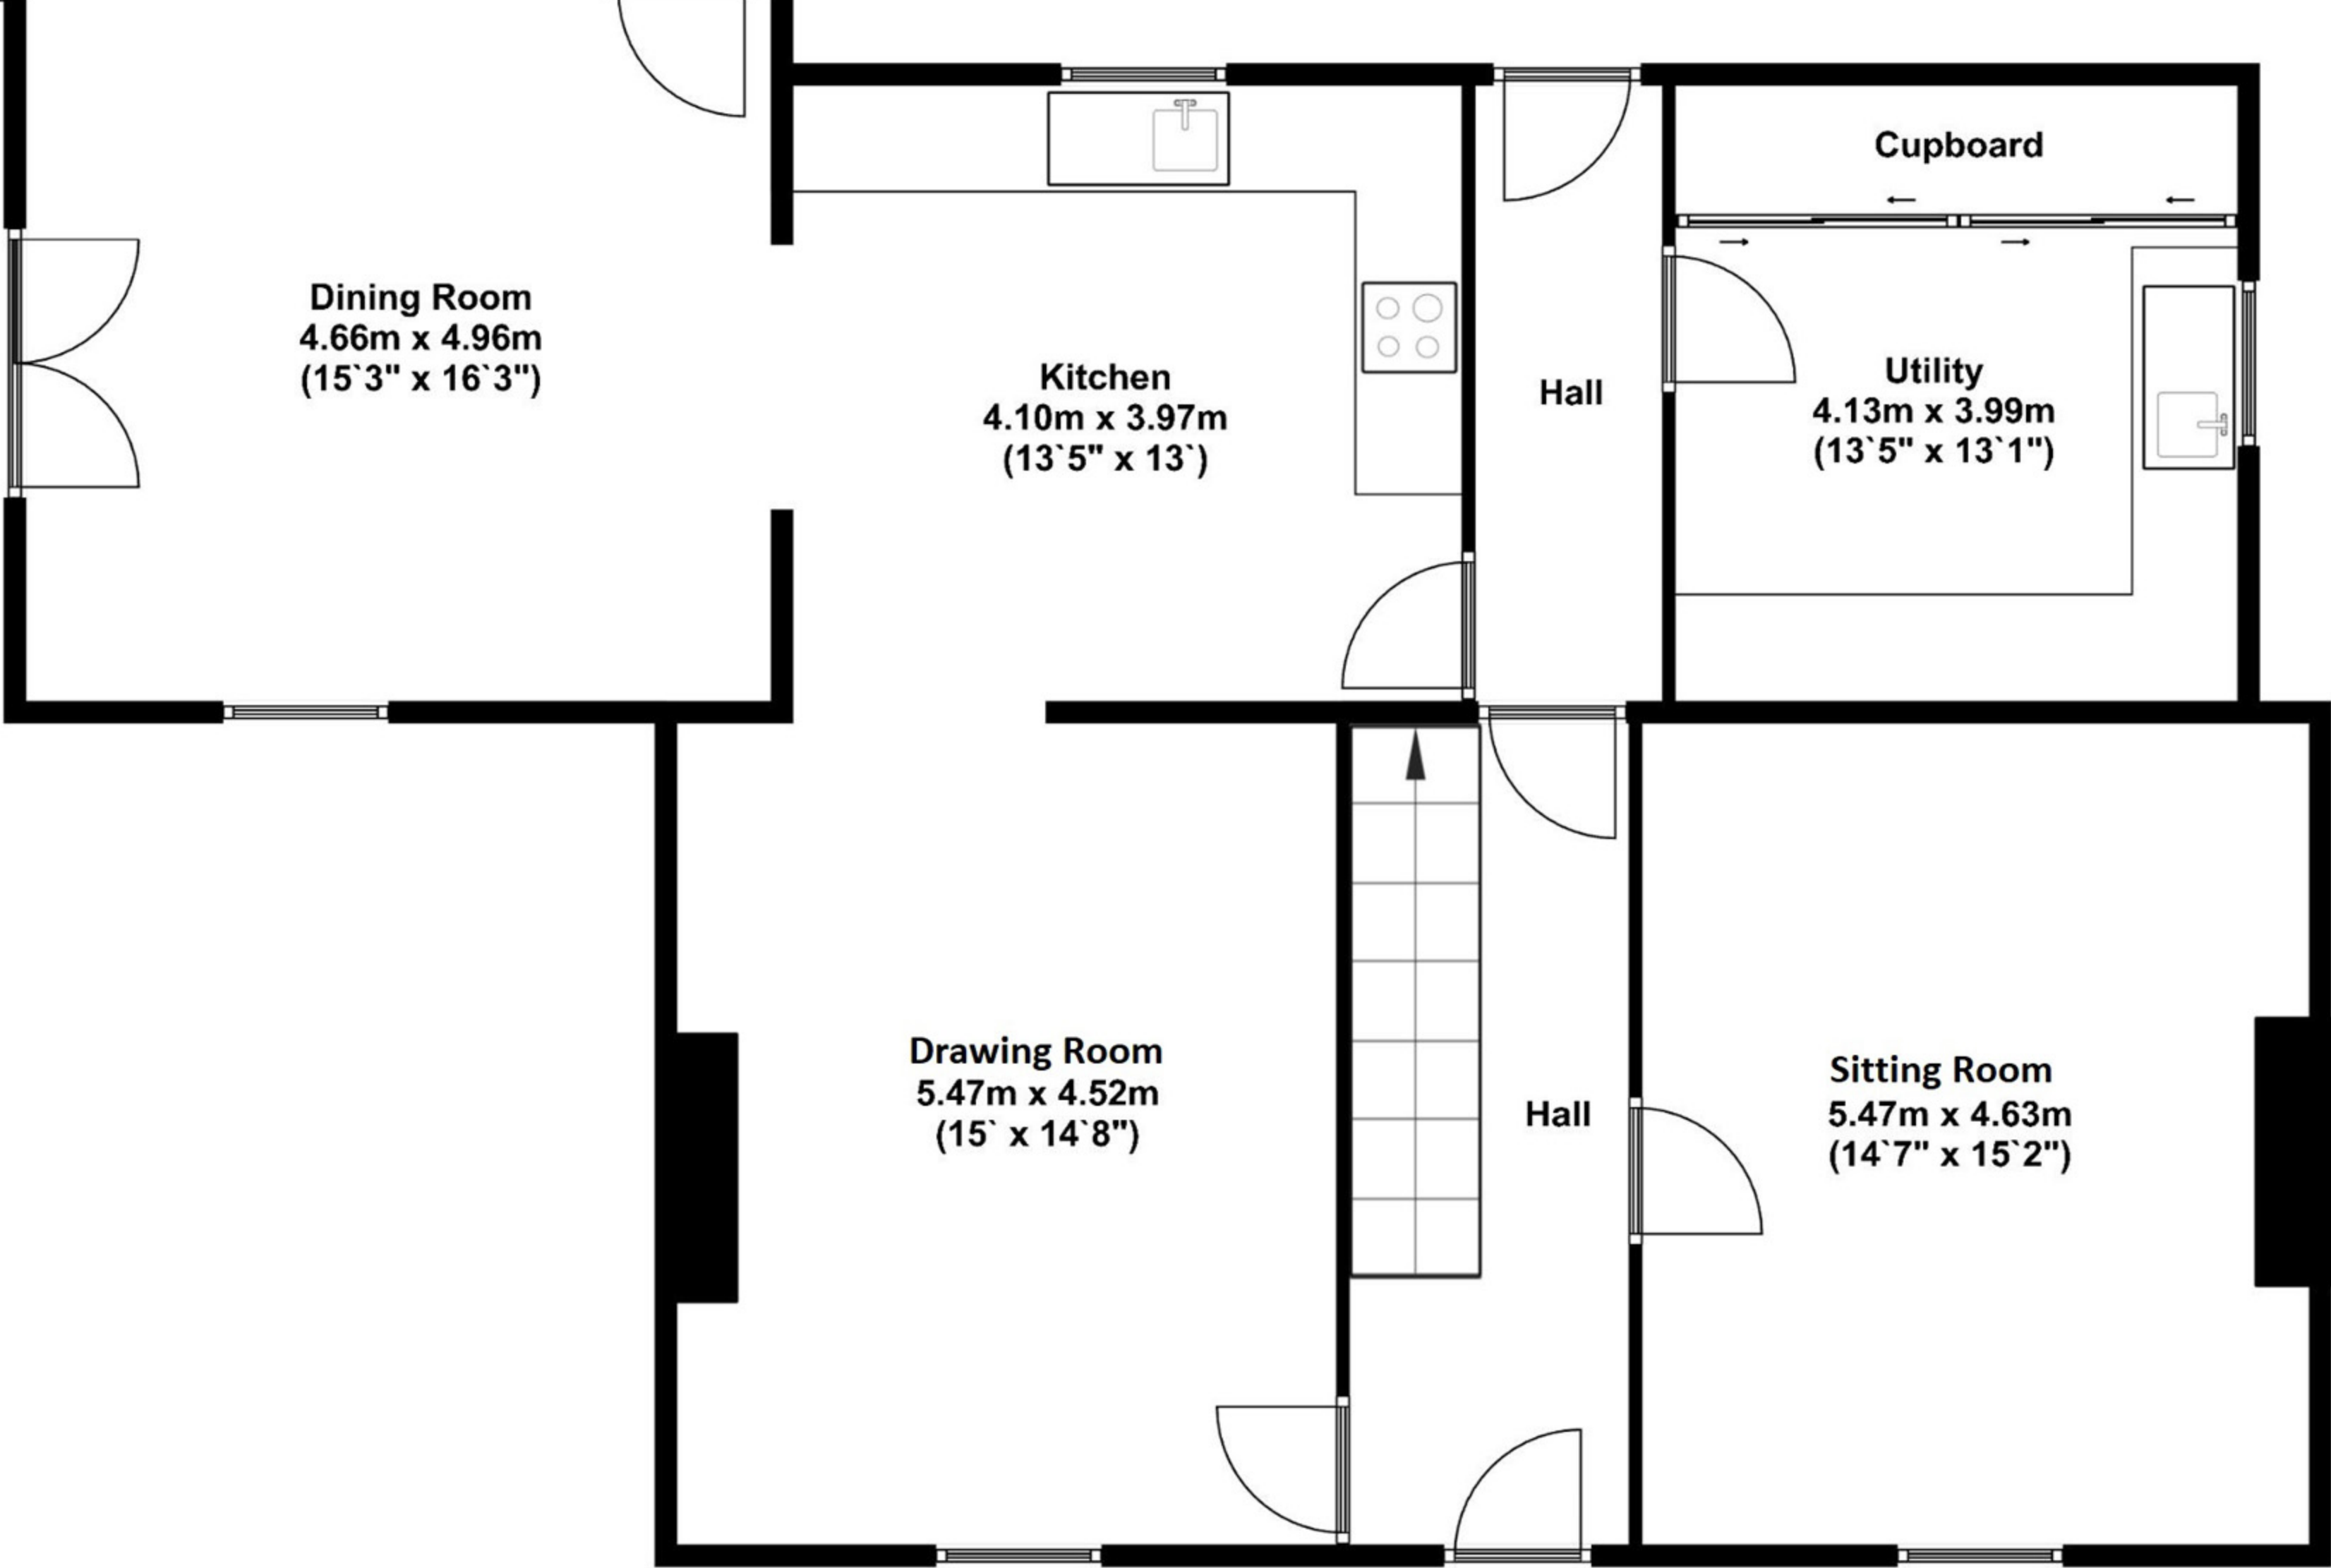 Cupboard
Dining Room
4.66m x 4.96m
(15`3" x 16`3")
Kitchen
4.10m x 3.97m
(13`5" x 13`)
Hall
Utility
4.13m x 3.99m
(13`5" x 13`1")
Drawing Room
5.47m x 4.52m
(15` x 14`8")
Hall
Sitting Room
5.47m x 4.63m
(14`7" x 15`2")